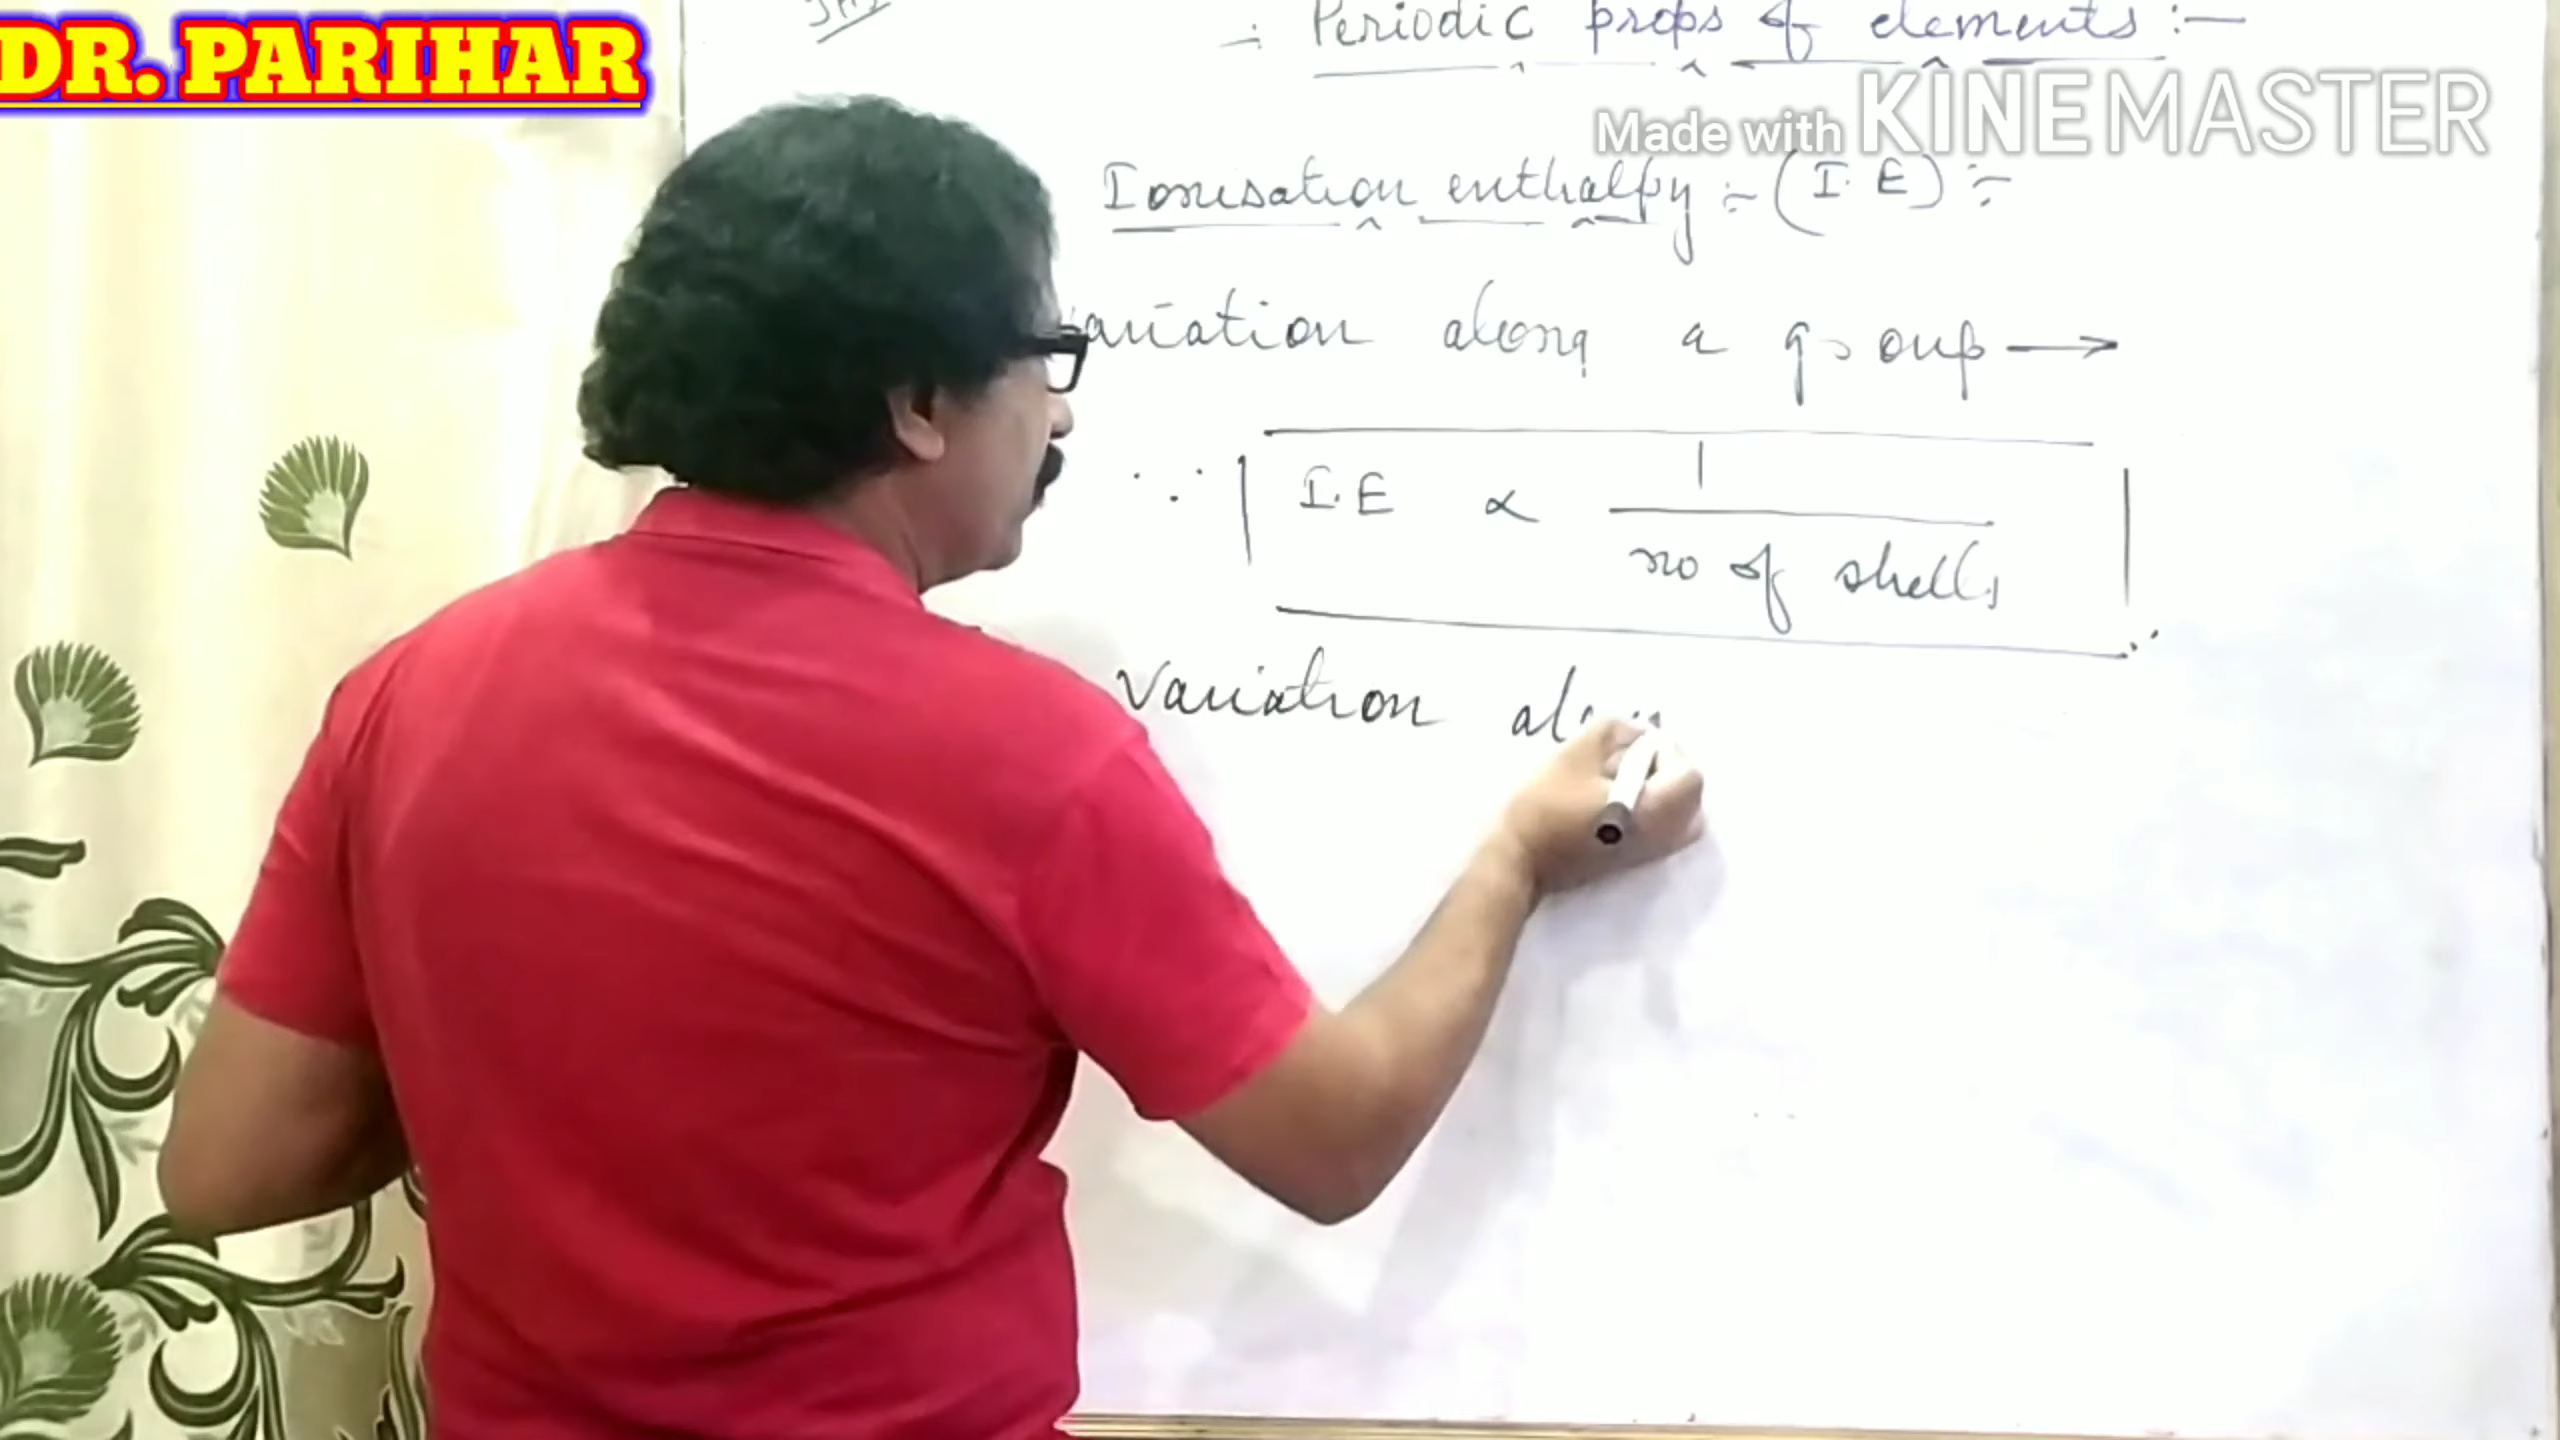 DR. PARIHAR
:- Periodic props of elements :-
Made with KINEMASTER
Ionisation enthalpy :- (I.E) :-
variation along a group →
∵ I.E ∝ 1 / no of shells
Variation alon